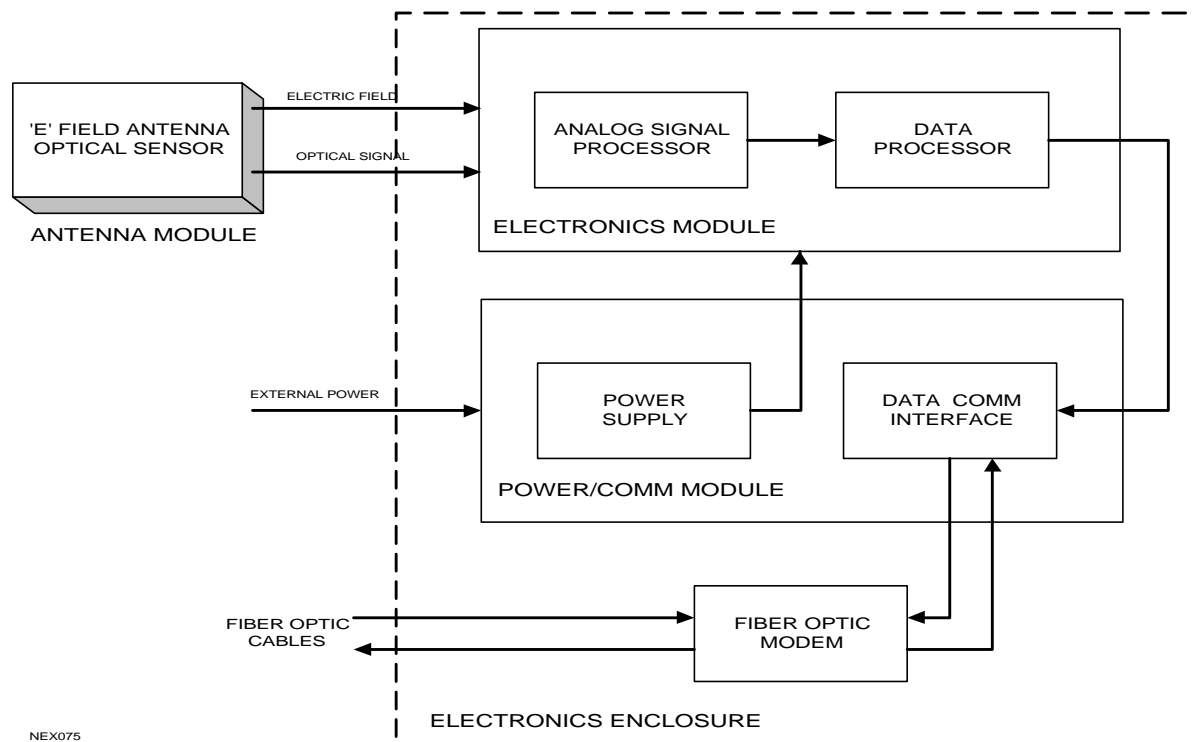 'E' FIELD ANTENNA
OPTICAL SENSOR
ANTENNA MODULE
ELECTRIC FIELD
OPTICAL SIGNAL
ANALOG SIGNAL
PROCESSOR
DATA
PROCESSOR
ELECTRONICS MODULE
EXTERNAL POWER
POWER
SUPPLY
DATA COMM
INTERFACE
POWER/COMM MODULE
FIBER OPTIC
CABLES
FIBER OPTIC
MODEM
ELECTRONICS ENCLOSURE
NEX075